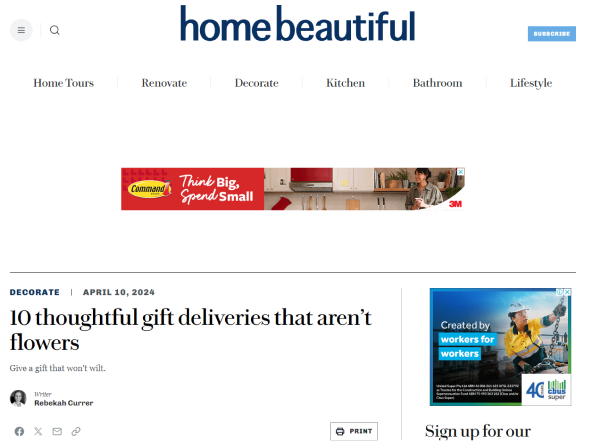 home beautiful
SUBSCRIBE
Home Tours
Renovate
Decorate
Kitchen
Bathroom
Lifestyle
Command
Think Big,
Spend Small
3M
DECORATE | APRIL 10, 2024
10 thoughtful gift deliveries that aren't
flowers
Give a gift that won't wilt.
Writer
Rebekah Currer
PRINT
Created by
workers for
workers
cbus
super
Sign up for our